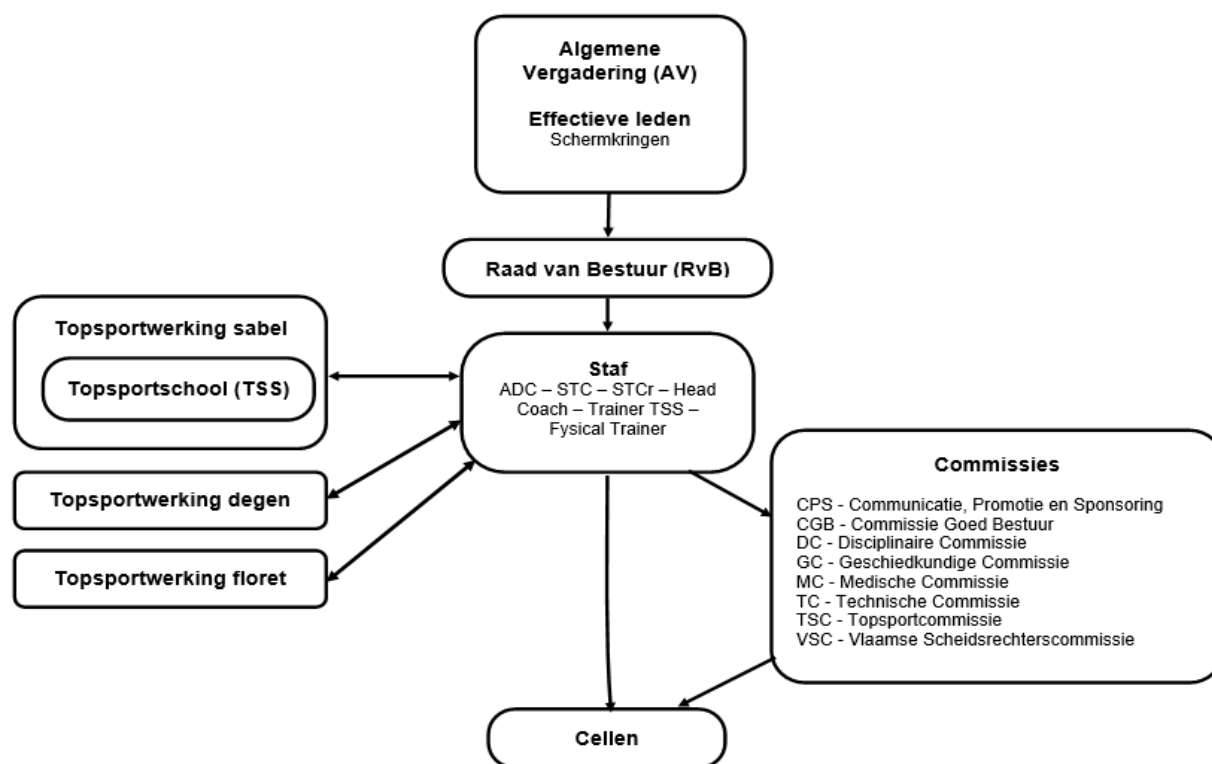 Algemene
Vergadering (AV)
Effectieve leden
Schermkringen
Raad van Bestuur (RvB)
Topsportwerking sabel
Topsportschool (TSS)
Staf
ADC – STC – STCr – Head
Coach – Trainer TSS –
Fysical Trainer
Topsportwerking degen
Topsportwerking floret
Commissies
CPS - Communicatie, Promotie en Sponsoring
CGB - Commissie Goed Bestuur
DC - Disciplinaire Commissie
GC - Geschiedkundige Commissie
MC - Medische Commissie
TC - Technische Commissie
TSC - Topsportcommissie
VSC - Vlaamse Scheidsrechterscommissie
Cellen